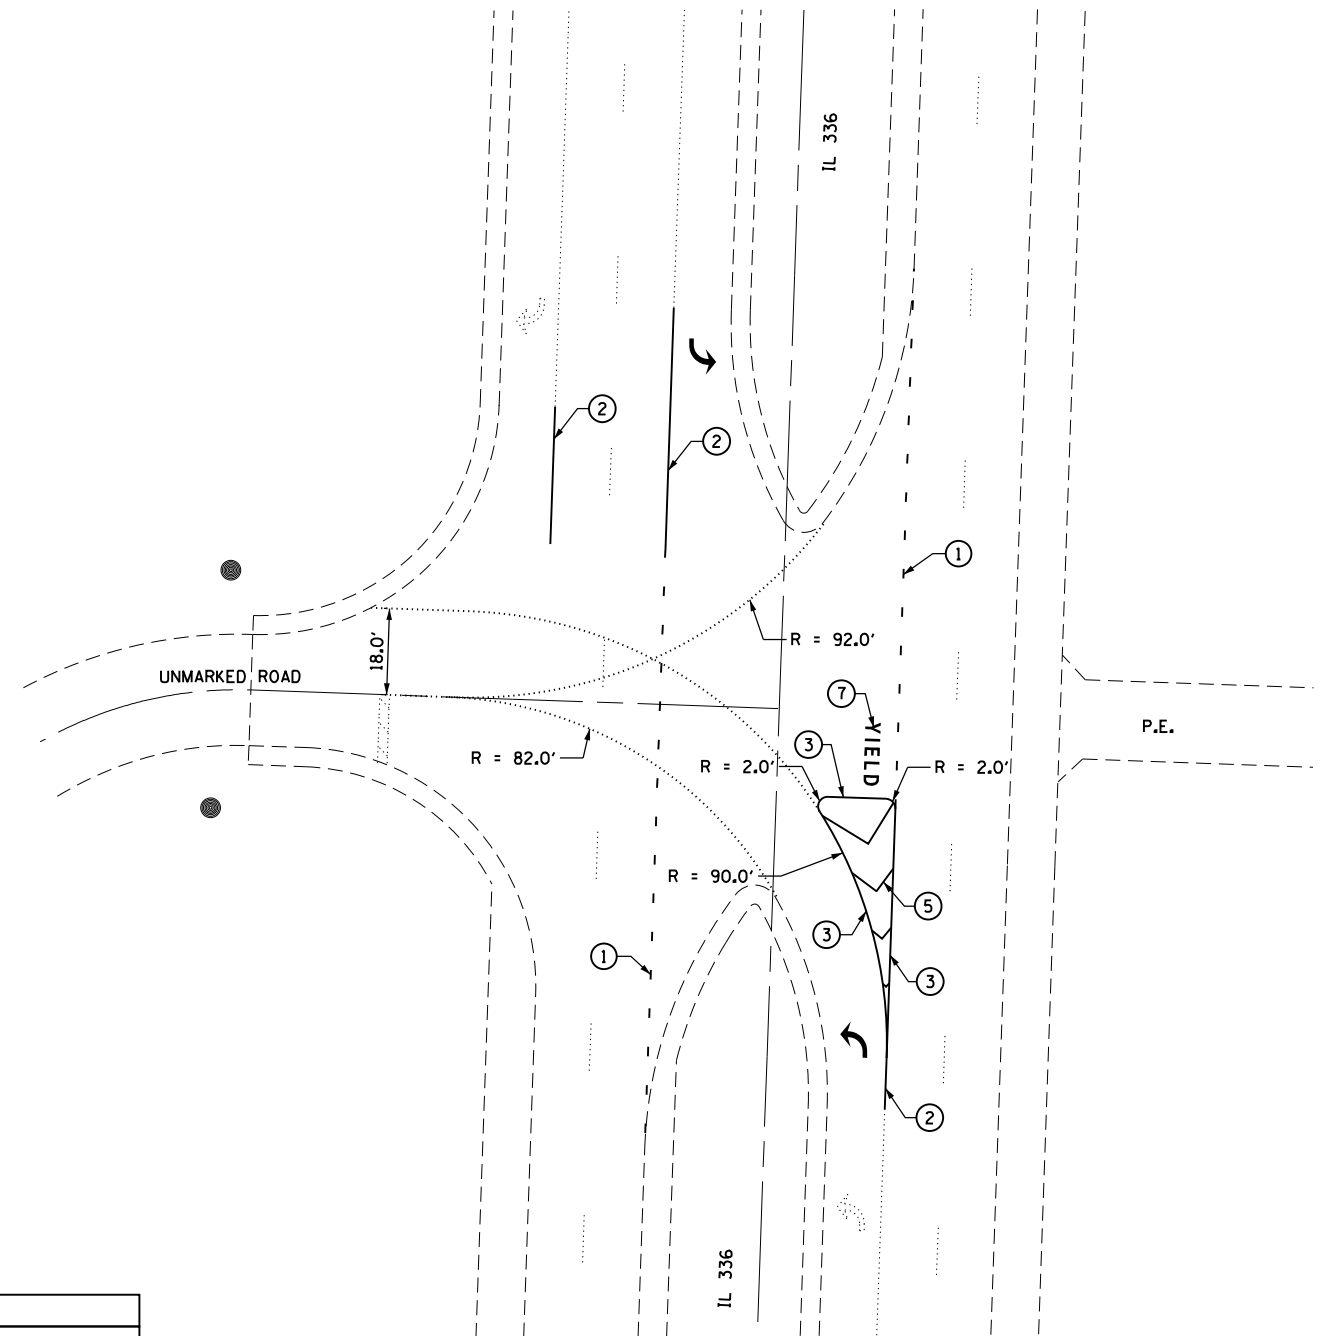 IL 336
2
2
1
R = 92.0'
18.0'
UNMARKED ROAD
7
YIELD
P.E.
3
R = 82.0'
R = 2.0'
R = 2.0'
R = 90.0'
5
3
1
3
2
IL 336